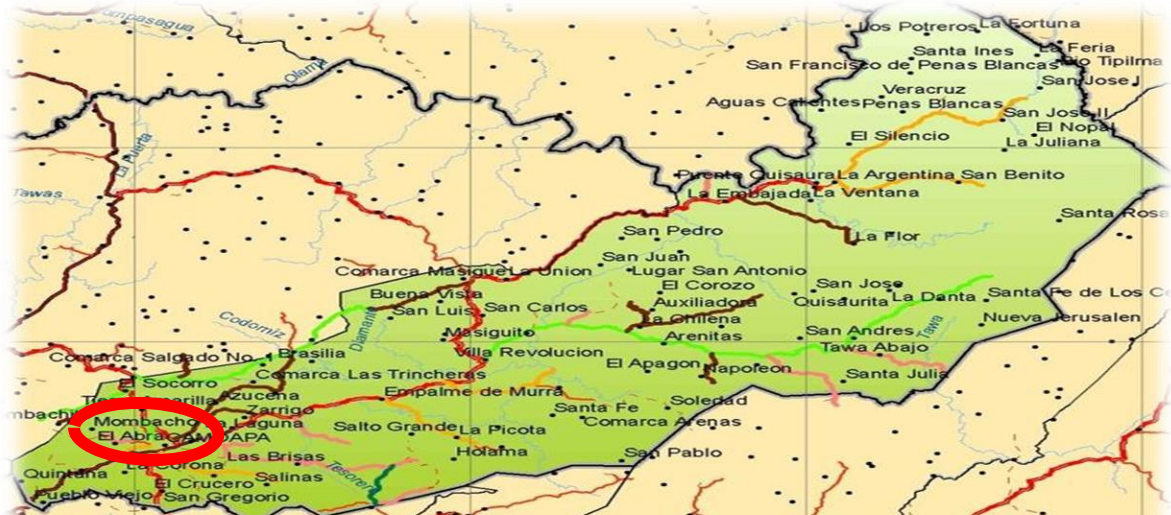 Los Potreros
La Fortuna
Santa Ines
La Feria
San Francisco de Penas Blancas
Rio Tipilma
San Jose I
Veracruz
Aguas Calientes
Penas Blancas
San Jose II
El Nopal
El Silencio
La Juliana
Olama
La Puerta
Tawas
Puente Quisaura
La Argentina
San Benito
La Embajada
La Ventana
Santa Rosa
San Pedro
La Flor
San Juan
Comarca Masigue
La Union
Lugar San Antonio
El Corozo
San Jose
Buena Vista
Auxiliadora
Quisaurita
La Danta
Santa Fe de Los Co
San Luis
San Carlos
La Chilena
Nueva Jerusalen
Codorniz
Diamante
Masiguito
Arenitas
San Andres
Tawa
Comarca Salgado No.
Brasilia
Villa Revolucion
Tawa Abajo
El Apagon
Napoleon
El Socorro
Comarca Las Trincheras
Santa Julia
Azucena
Empalme de Murra
Soledad
Zarrigo
Santa Fe
Mombacho
Laguna
Salto Grande
La Picota
Comarca Arenas
El Abra
CAMOAPA
Las Brisas
Holama
San Pablo
La Corona
Quintana
El Crucero
Salinas
Tesorero
Pueblo Viejo
San Gregorio